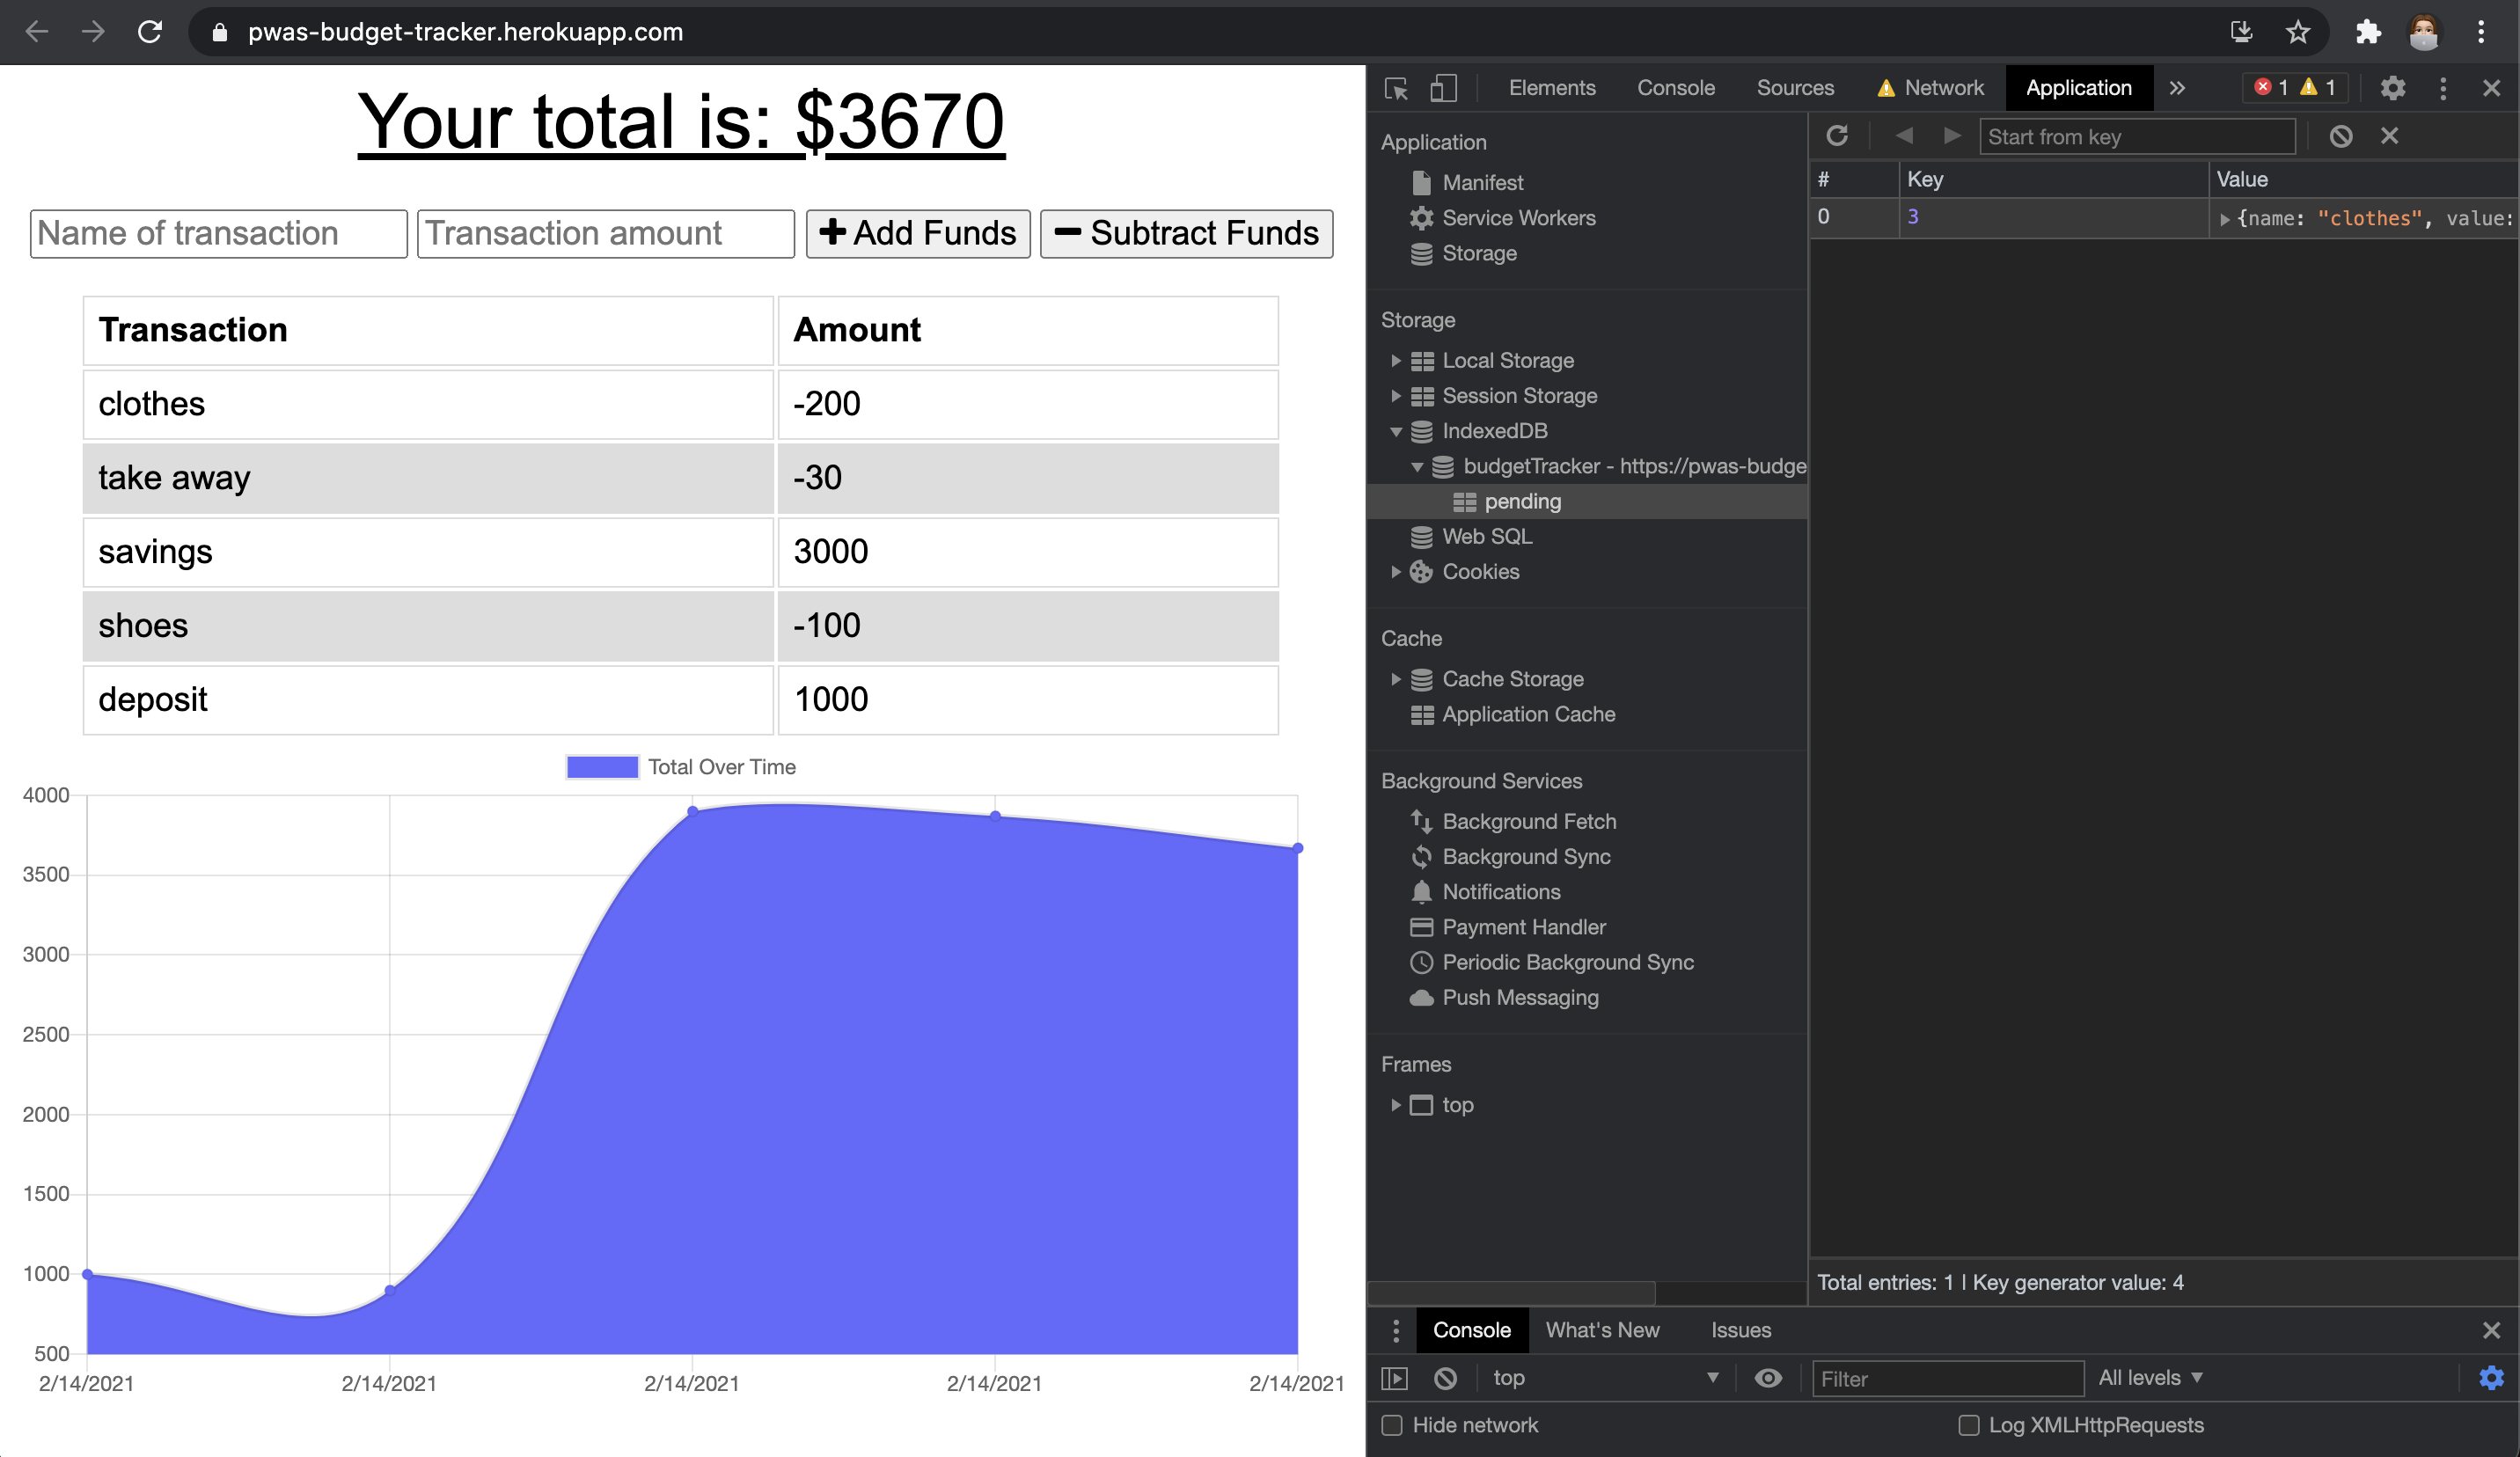 pwas-budget-tracker.herokuapp.com
Your total is: $3670
Name of transaction Transaction amount Add Funds Subtract Funds
Transaction Amount
clothes -200
take away -30
savings 3000
shoes -100
deposit 1000
Total Over Time
4000
3500
3000
2500
2000
1500
1000
500
2/14/2021 2/14/2021 2/14/2021 2/14/2021 2/14/2021
Elements Console Sources Network Application 1 1
Application
Manifest
Service Workers
Storage
Storage
Local Storage
Session Storage
IndexedDB
budgetTracker - https://pwas-budge
pending
Web SQL
Cookies
Cache
Cache Storage
Application Cache
Background Services
Background Fetch
Background Sync
Notifications
Payment Handler
Periodic Background Sync
Push Messaging
Frames
top
Start from key
# Key Value
0 3 {name: "clothes", value:
Total entries: 1 | Key generator value: 4
Console What's New Issues
top Filter All levels
Hide network Log XMLHttpRequests